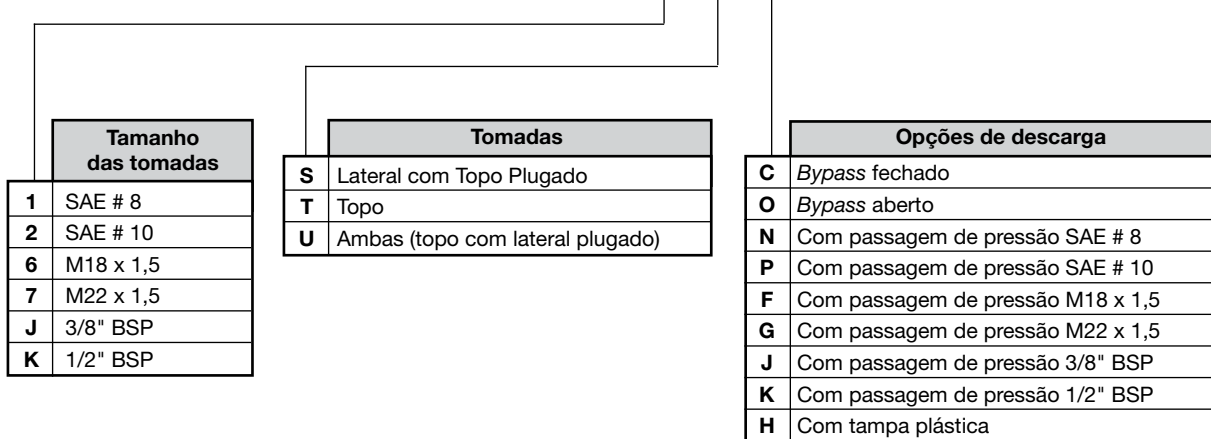 Tamanho
das tomadas
1 SAE # 8
2 SAE # 10
6 M18 x 1,5
7 M22 x 1,5
J 3/8" BSP
K 1/2" BSP
Tomadas
S Lateral com Topo Plugado
T Topo
U Ambas (topo com lateral plugado)
Opções de descarga
C Bypass fechado
O Bypass aberto
N Com passagem de pressão SAE # 8
P Com passagem de pressão SAE # 10
F Com passagem de pressão M18 x 1,5
G Com passagem de pressão M22 x 1,5
J Com passagem de pressão 3/8" BSP
K Com passagem de pressão 1/2" BSP
H Com tampa plástica